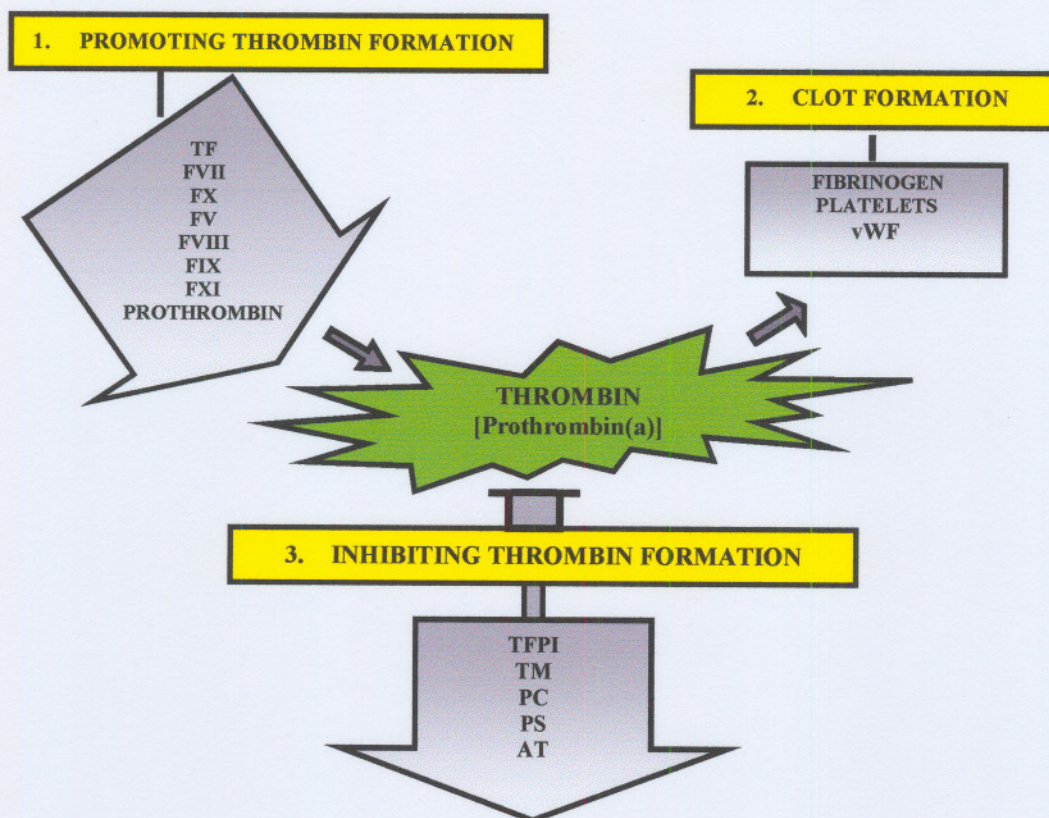 1. PROMOTING THROMBIN FORMATION
TF
FVII
FX
FV
FVIII
FIX
FXI
PROTHROMBIN
2. CLOT FORMATION
FIBRINOGEN
PLATELETS
vWF
THROMBIN
[Prothrombin(a)]
3. INHIBITING THROMBIN FORMATION
TFPI
TM
PC
PS
AT